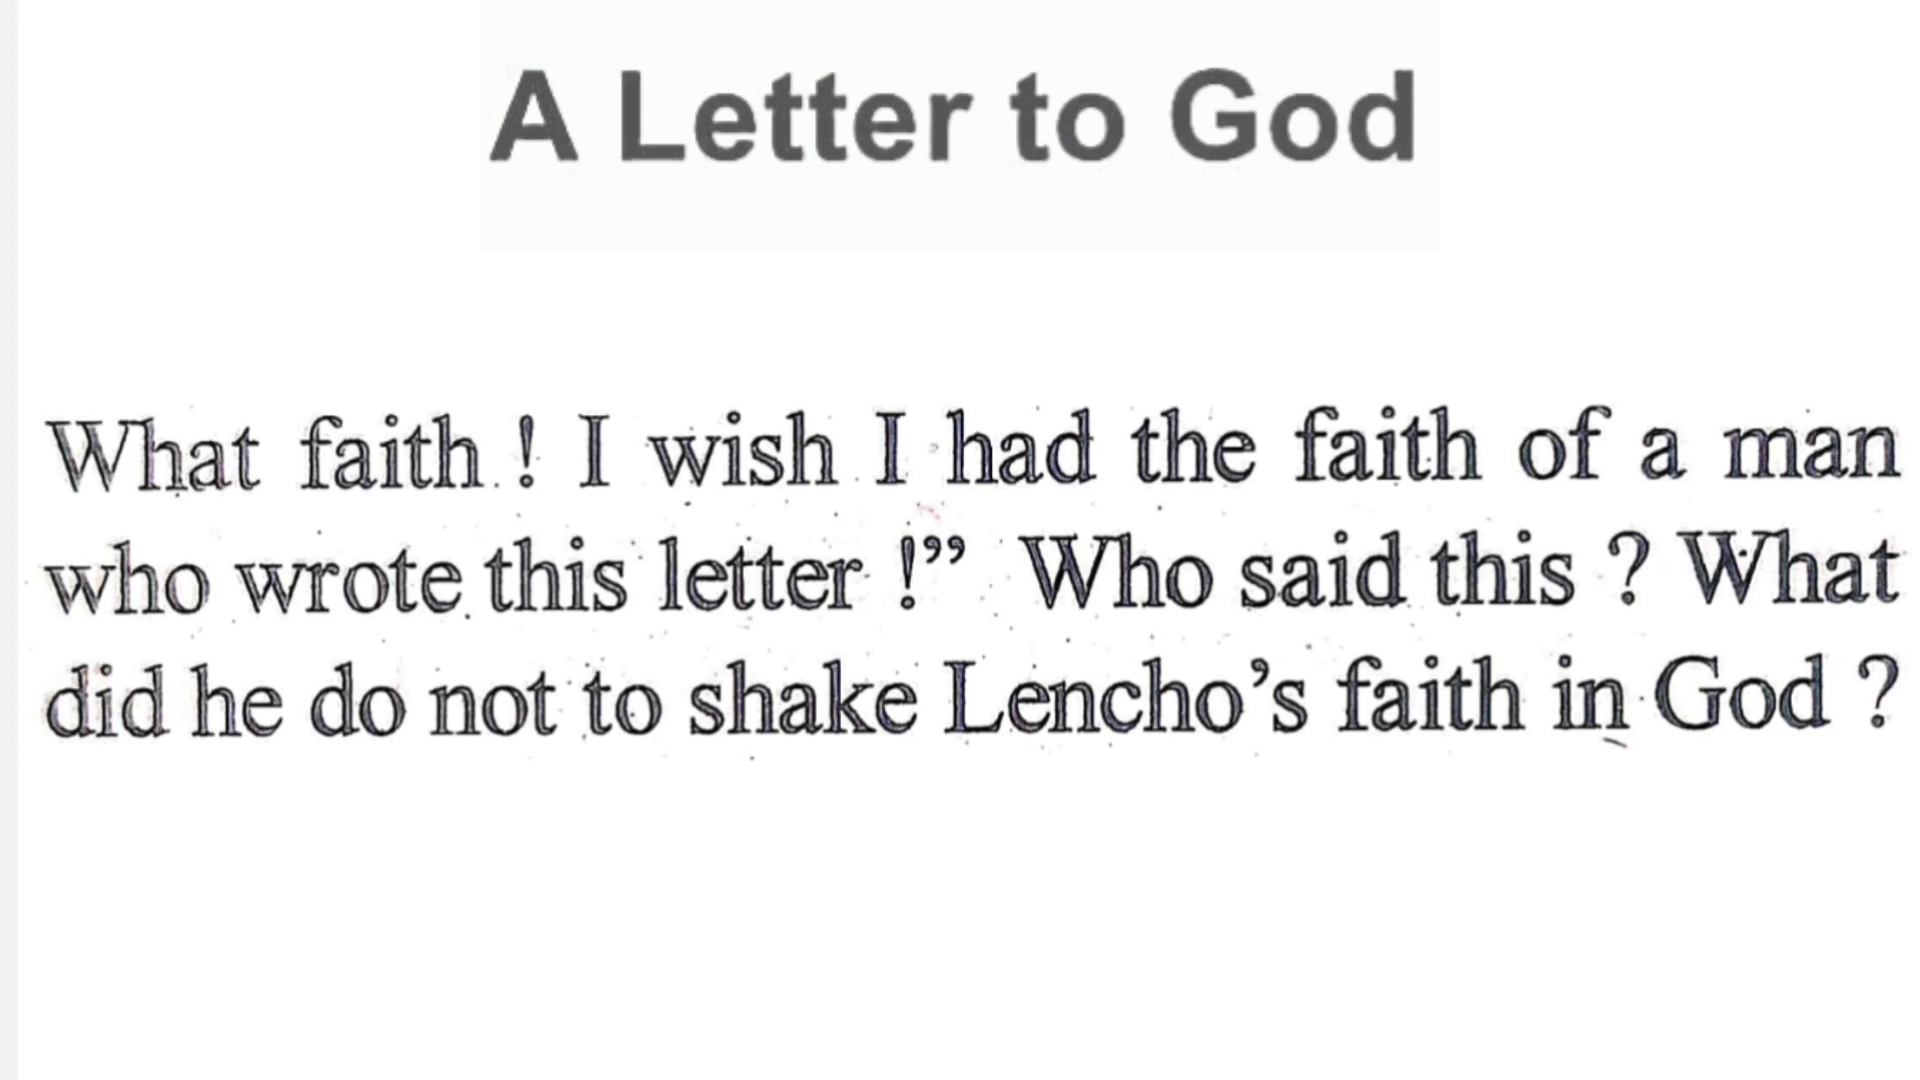 A Letter to God
What faith ! I wish I had the faith of a man
who wrote this letter !” Who said this ? What
did he do not to shake Lencho’s faith in God ?